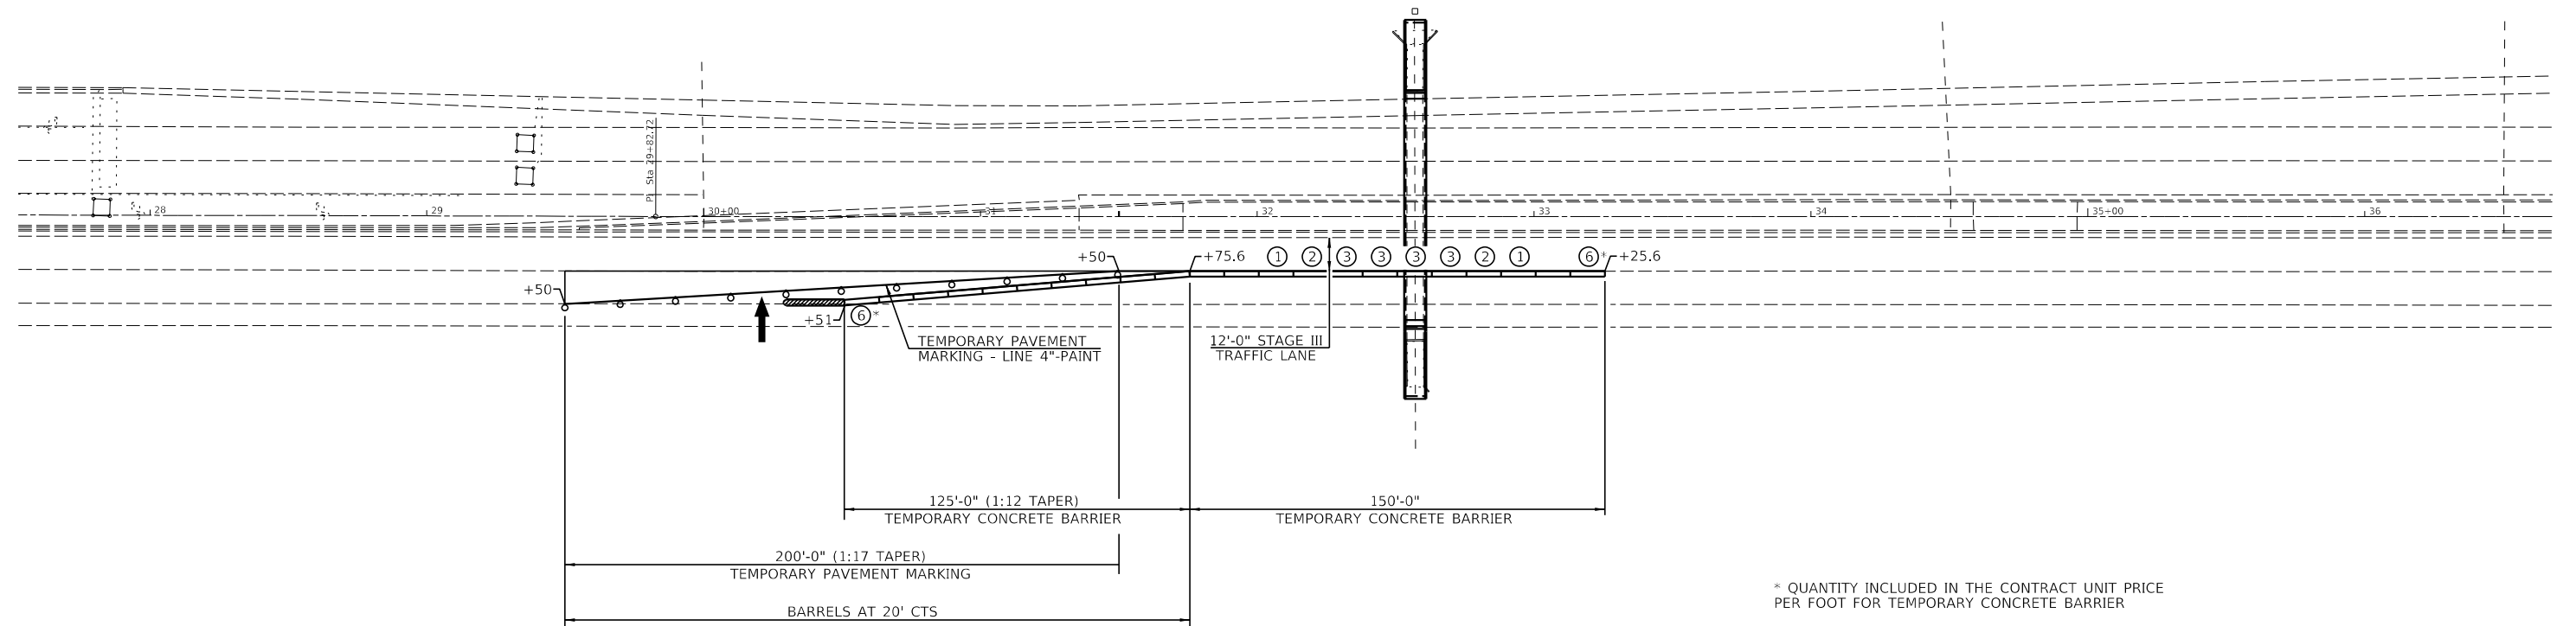 PI Sta 29+82.72
28
29
30+00
31
32
33
34
35+00
36
+50
+75.6
1
2
3
3
3
3
2
1
6 *
+25.6
+50
+51
6 *
TEMPORARY PAVEMENT
MARKING - LINE 4"-PAINT
12'-0" STAGE III
TRAFFIC LANE
125'-0" (1:12 TAPER)
TEMPORARY CONCRETE BARRIER
150'-0"
TEMPORARY CONCRETE BARRIER
200'-0" (1:17 TAPER)
TEMPORARY PAVEMENT MARKING
BARRELS AT 20' CTS
* QUANTITY INCLUDED IN THE CONTRACT UNIT PRICE
PER FOOT FOR TEMPORARY CONCRETE BARRIER